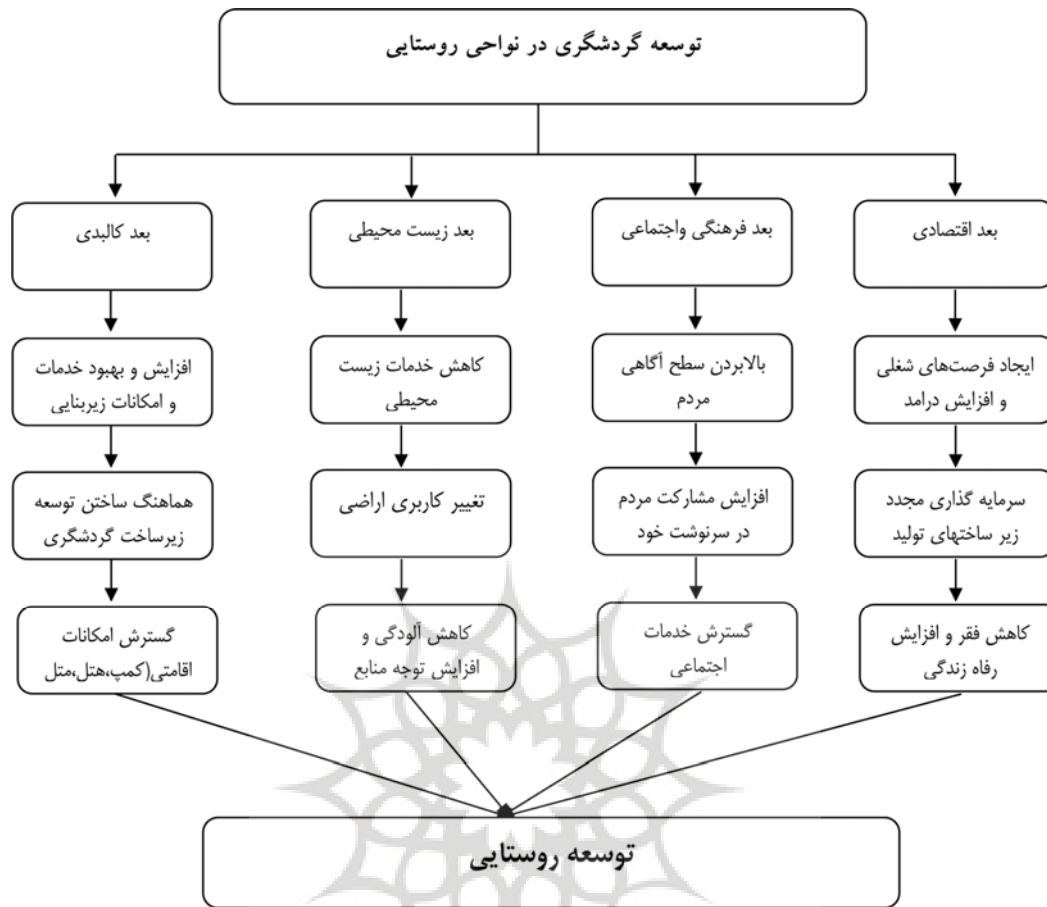 توسعه گردشگری در نواحی روستایی
بعد اقتصادی
بعد فرهنگی واجتماعی
بعد زیست محیطی
بعد کالبدی
ایجاد فرصت‌های شغلی
و افزایش درامد
بالابردن سطح آگاهی
مردم
کاهش خدمات زیست
محیطی
افزایش و بهبود خدمات
و امکانات زیربنایی
سرمایه گذاری مجدد
زیر ساختهای تولید
افزایش مشارکت مردم
در سرنوشت خود
تغییر کاربری اراضی
هماهنگ ساختن توسعه
زیرساخت گردشگری
کاهش فقر و افزایش
رفاه زندگی
گسترش خدمات
اجتماعی
کاهش آلودگی و
افزایش توجه منابع
گسترش امکانات
اقامتی(کمپ،هتل،متل
توسعه روستایی